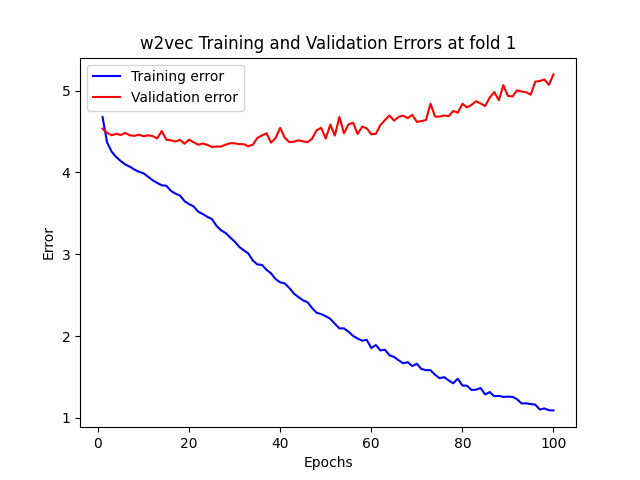 w2vec Training and Validation Errors at fold 1
Training error
Validation error
5
4
3
2
1
Error
0 20 40 60 80 100
Epochs